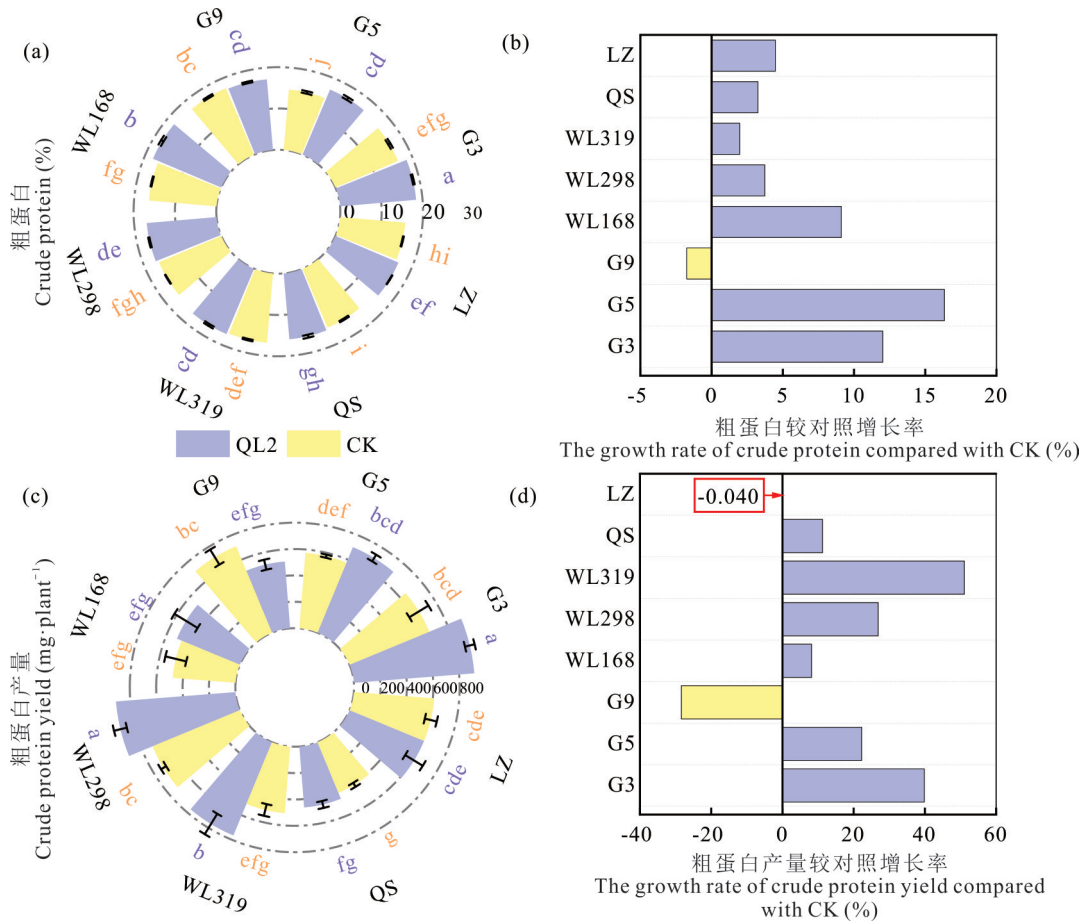 (a)
粗蛋白
Crude protein (%)
G9
G5
G3
LZ
QS
WL319
WL298
WL168
cd
bc
j
cd
efg
a
hi
ef
i
gh
def
cd
fgh
de
fg
b
0 10 20 30
QL2 CK
(b)
LZ
QS
WL319
WL298
WL168
G9
G5
G3
-5 0 5 10 15 20
粗蛋白较对照增长率
The growth rate of crude protein compared with CK (%)
(c)
粗蛋白产量
Crude protein yield (mg·plant⁻¹)
G9
G5
G3
LZ
QS
WL319
WL298
WL168
efg
bc
def
bcd
bcd
a
cde
cde
g
fg
efg
b
bc
a
efg
efg
0 200 400 600 800
(d)
LZ
-0.040
QS
WL319
WL298
WL168
G9
G5
G3
-40 -20 0 20 40 60
粗蛋白产量较对照增长率
The growth rate of crude protein yield compared
with CK (%)